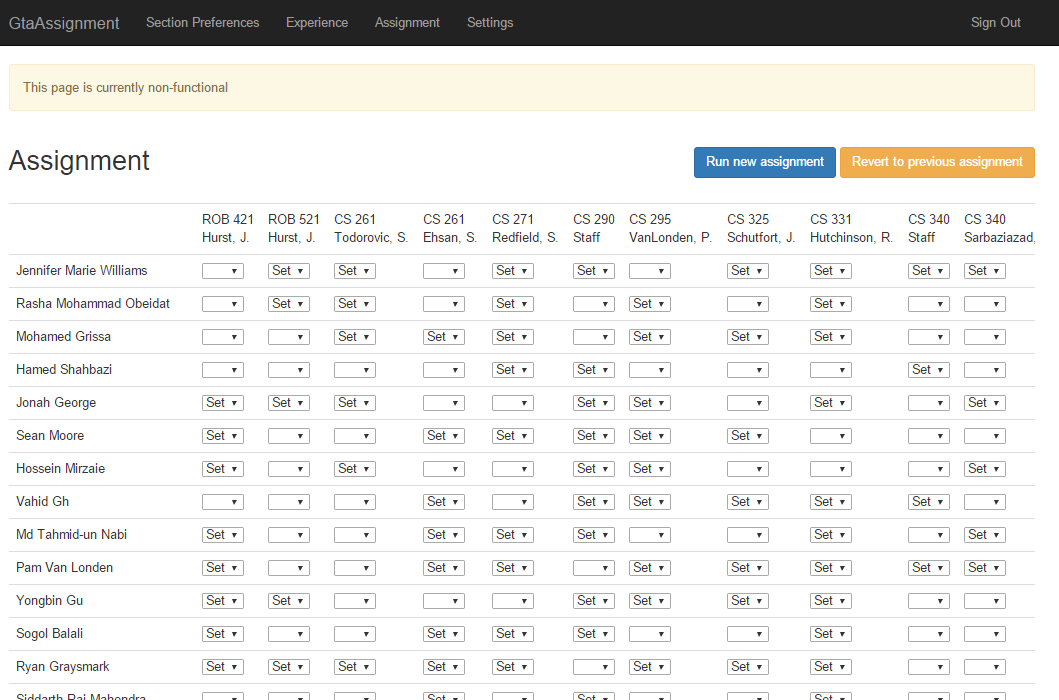 GtaAssignment Section Preferences Experience Assignment Settings Sign Out
This page is currently non-functional
Assignment Run new assignment Revert to previous assignment
ROB 421 ROB 521 CS 261 CS 261 CS 271 CS 290 CS 295 CS 325 CS 331 CS 340 CS 340
Hurst, J. Hurst, J. Todorovic, S. Ehsan, S. Redfield, S. Staff VanLonden, P. Schutfort, J. Hutchinson, R. Staff Sarbaziazad,
Jennifer Marie Williams Set Set Set Set Set Set Set Set
Rasha Mohammad Obeidat Set Set Set Set Set
Mohamed Grissa Set Set Set Set Set Set
Hamed Shahbazi Set Set Set
Jonah George Set Set Set Set Set Set Set
Sean Moore Set Set Set Set Set Set
Hossein Mirzaie Set Set Set Set Set
Vahid Gh Set Set Set Set Set Set
Md Tahmid-un Nabi Set Set Set Set Set Set
Pam Van Londen Set Set Set Set Set Set Set Set
Yongbin Gu Set Set Set Set Set Set
Sogol Balali Set Set Set Set Set
Ryan Graysmark Set Set Set Set Set Set Set Set
Siddarth Raj Mahendra Set Set Set Set Set Set